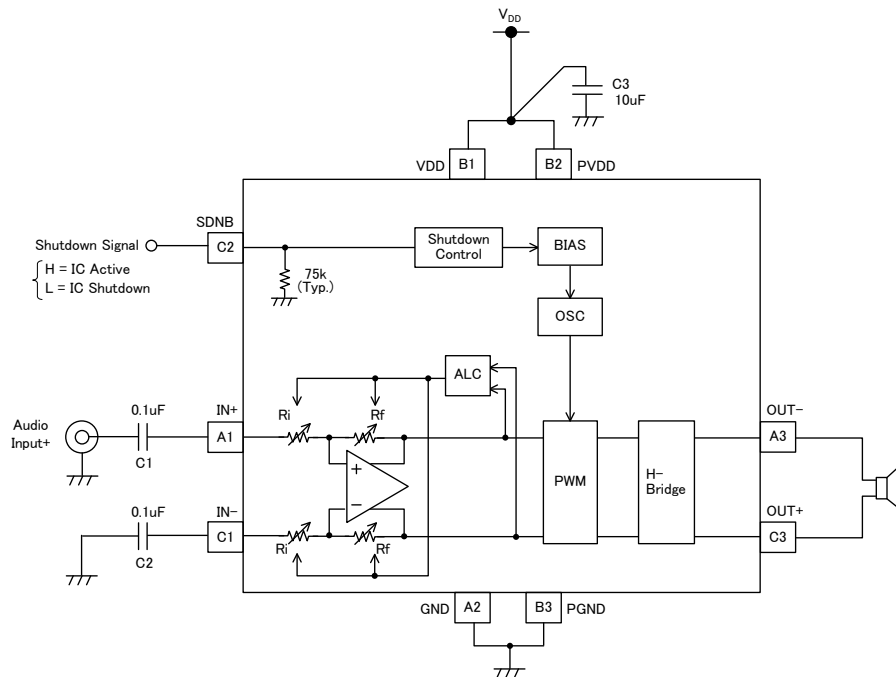 VDD
C3
10uF
VDD
B1
B2
PVDD
SDNB
Shutdown Signal
C2
H = IC Active
L = IC Shutdown
75k
(Typ.)
Shutdown
Control
BIAS
OSC
ALC
Audio
Input+
0.1uF
C1
IN+
A1
Ri
Rf
+
−
PWM
H−
Bridge
OUT−
A3
0.1uF
C2
IN−
C1
Ri
Rf
OUT+
C3
GND
A2
B3
PGND